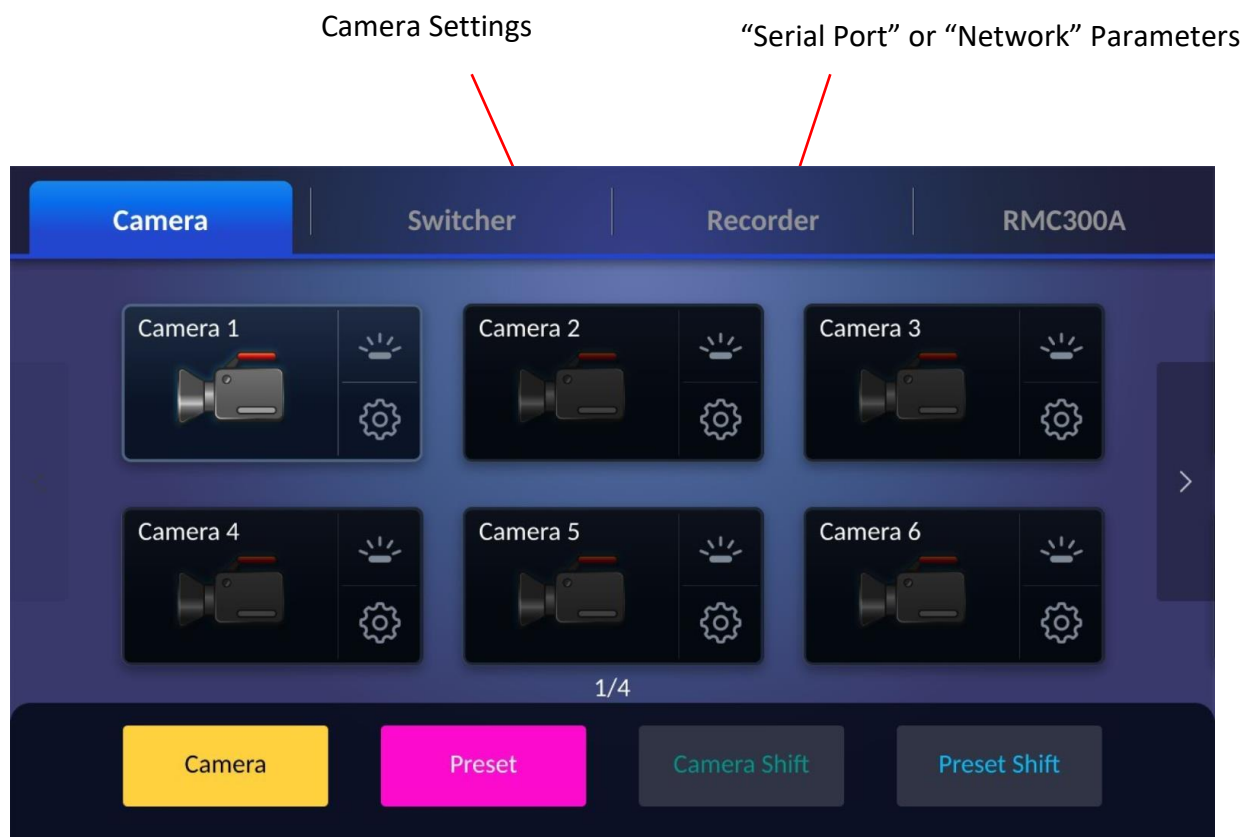 Camera Settings
“Serial Port” or “Network” Parameters
Camera Switcher Recorder RMC300A
Camera 1 Camera 2 Camera 3
Camera 4 Camera 5 Camera 6
1/4
Camera Preset Camera Shift Preset Shift